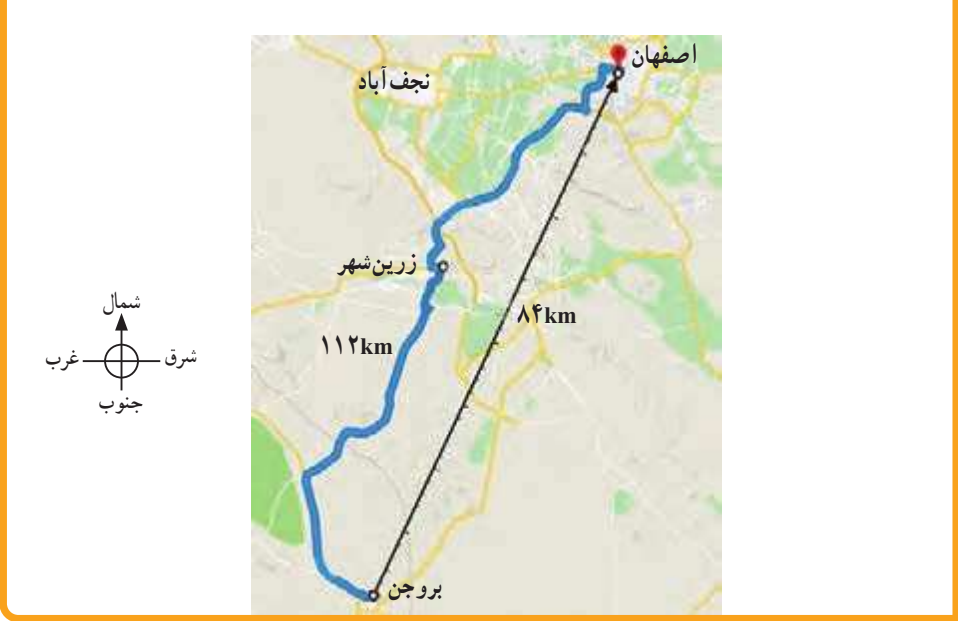 اصفهان
نجف‌آباد
زرین‌شهر
۸۴km
۱۱۲km
شمال
شرق
غرب
جنوب
بروجن